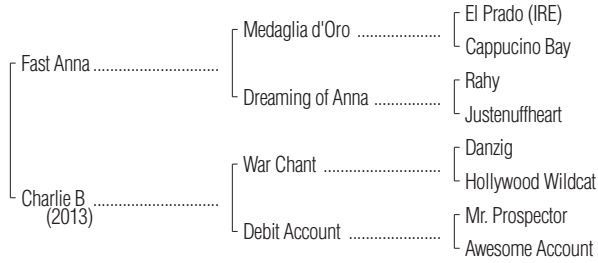 El Prado (IRE)
Medaglia d'Oro ..................
Cappucino Bay
Fast Anna ...........................
Rahy
Dreaming of Anna ..............
Justenuffheart
Danzig
War Chant .........................
Hollywood Wildcat
Charlie B ...........................
(2013)
Mr. Prospector
Debit Account ....................
Awesome Account